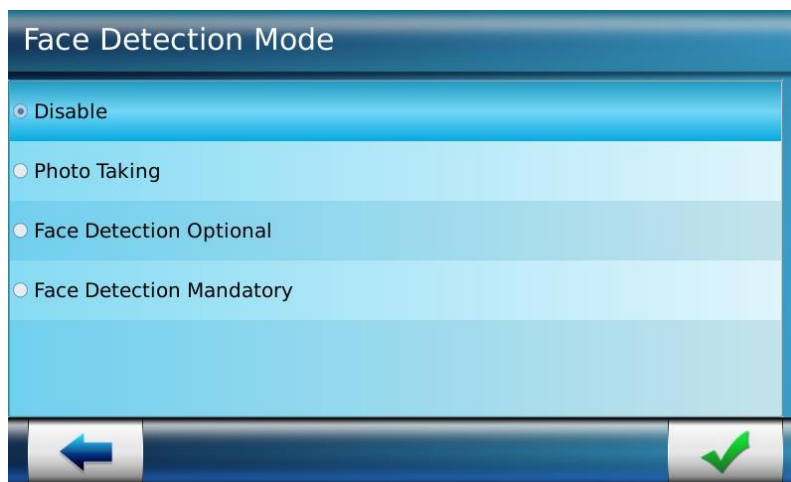 Face Detection Mode
Disable
Photo Taking
Face Detection Optional
Face Detection Mandatory